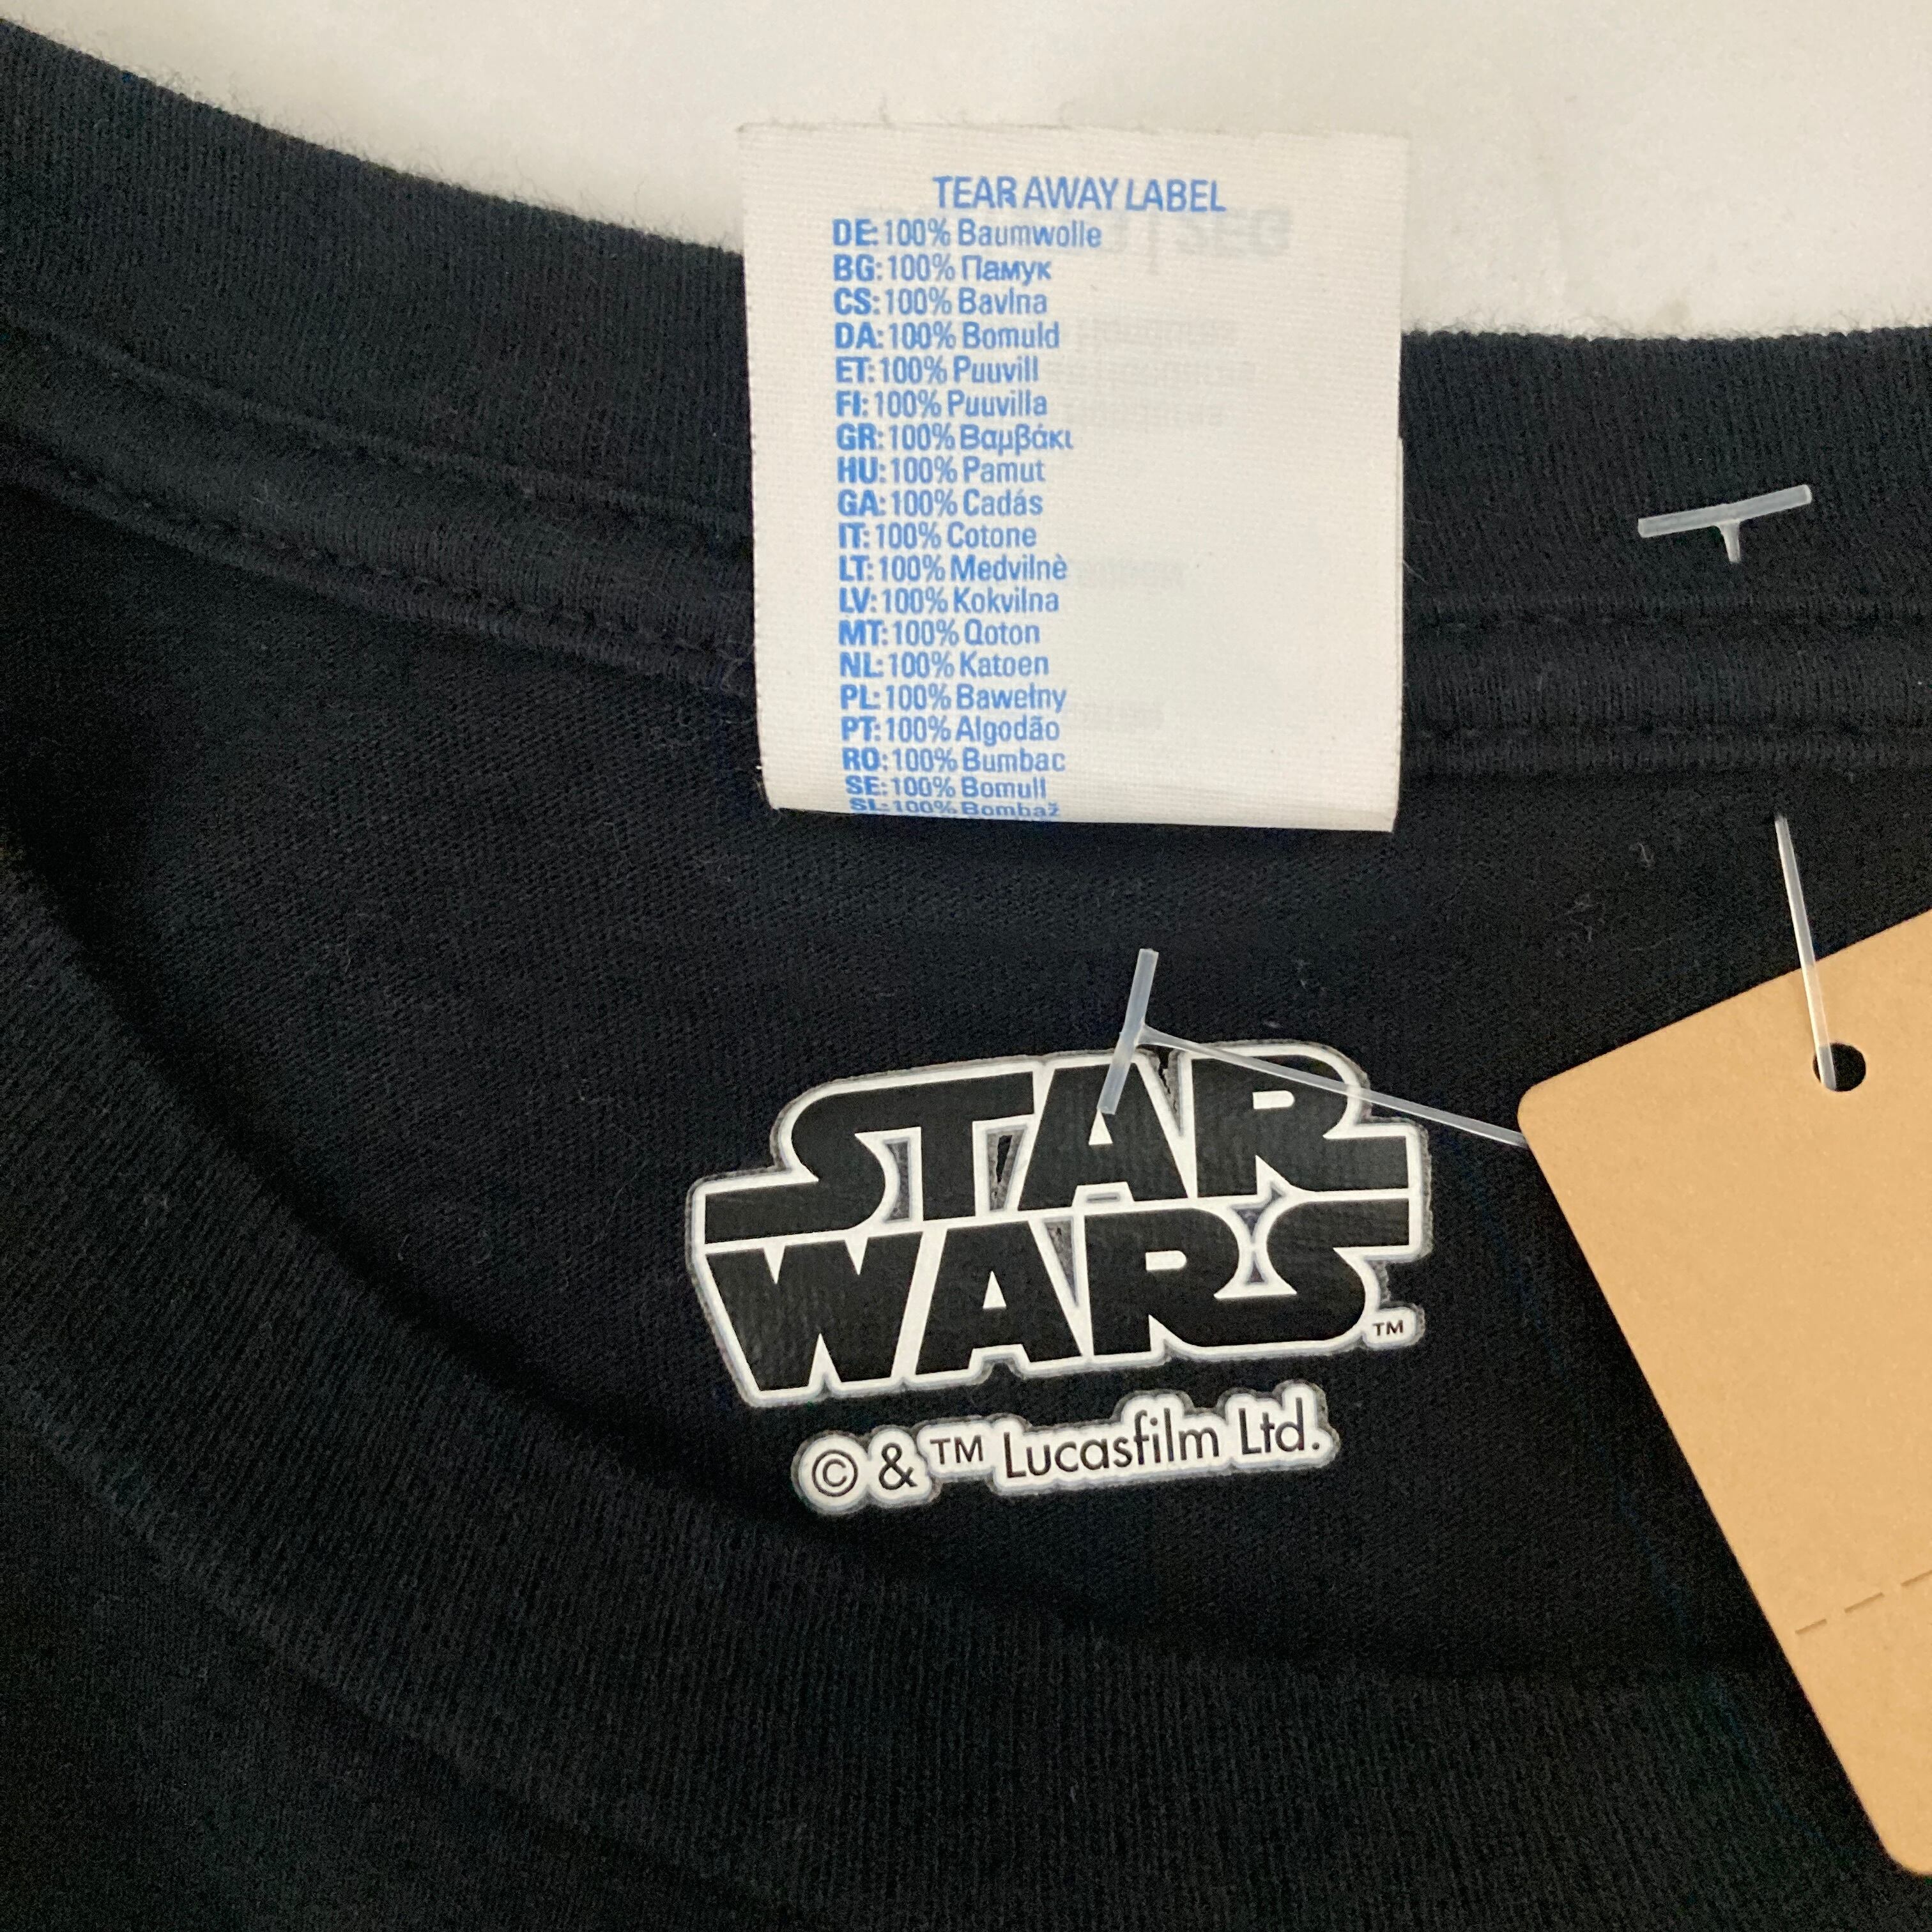 TEAR AWAY LABEL
DE: 100% Baumwolle
BG: 100% Памук
CS: 100% Bavlna
DA: 100% Bomuld
ET: 100% Puuvill
FI: 100% Puuvilla
GR: 100% Βαμβάκι
HU: 100% Pamut
GA: 100% Cadás
IT: 100% Cotone
LT: 100% Medvilnė
LV: 100% Kokvilna
MT: 100% Qoton
NL: 100% Katoen
PL: 100% Bawełny
PT: 100% Algodão
RO: 100% Bumbac
SE: 100% Bomull
SL: 100% Bombaž
STAR
WARS ™
© & ™ Lucasfilm Ltd.